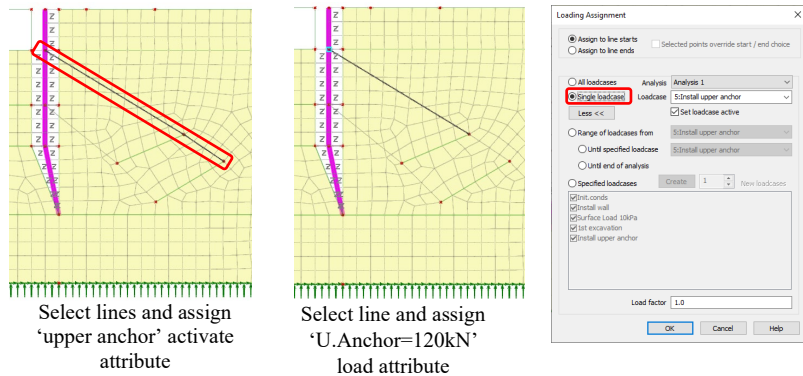 Select lines and assign
‘upper anchor’ activate
attribute
Select line and assign
‘U.Anchor=120kN’
load attribute
Loading Assignment
Assign to line starts
Assign to line ends
Selected points override start / end choice
All loadcases Analysis Analysis 1
Single loadcase Loadcase 5:Install upper anchor
Less << Set loadcase active
Range of loadcases from 5:Install upper anchor
Until specified loadcase 5:Install upper anchor
Until end of analysis
Specified loadcases Create 1 New loadcases
Init.conds
Install wall
Surface Load 10kPa
1st excavation
Install upper anchor
Load factor 1.0
OK Cancel Help